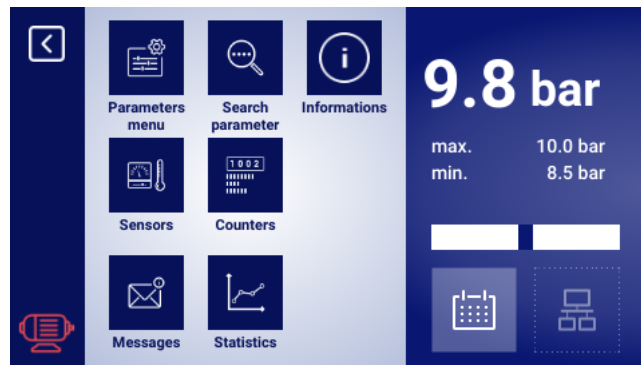 Parameters menu
Search parameter
Informations
1002
Sensors
Counters
Messages
Statistics
9.8 bar
max. 10.0 bar
min. 8.5 bar